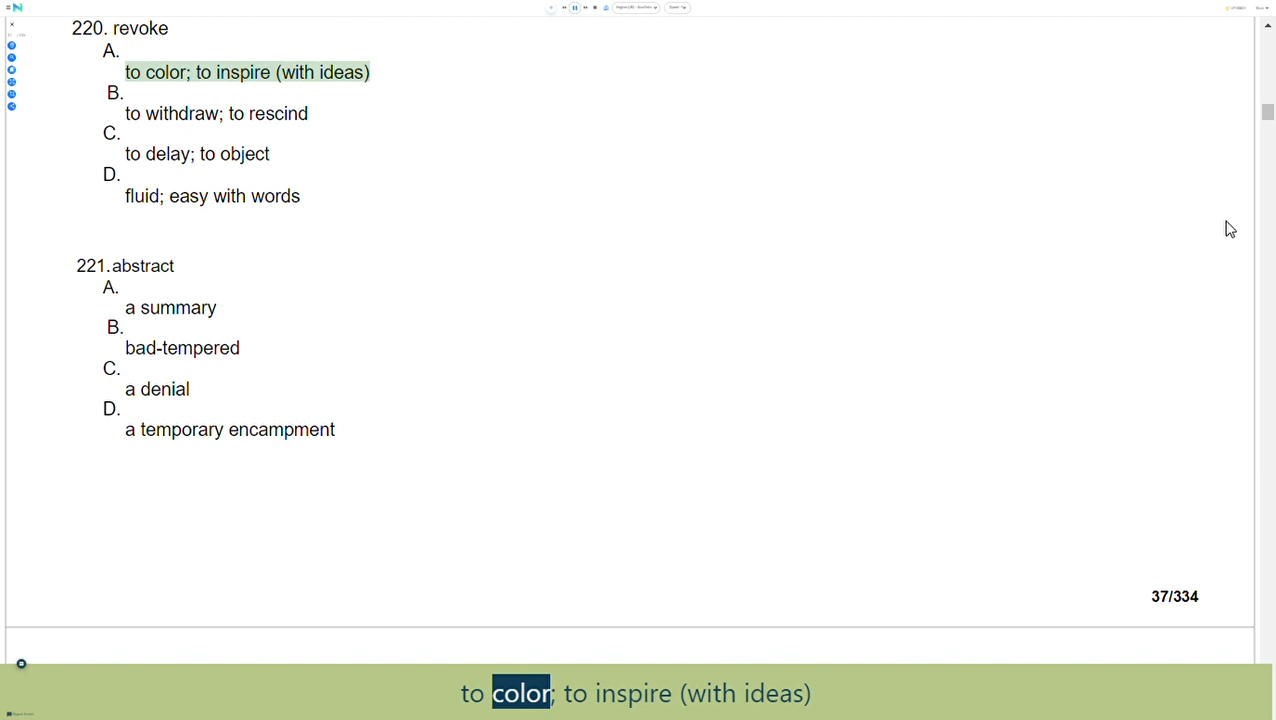 220. revoke
A.
to color; to inspire (with ideas)
B.
to withdraw; to rescind
C.
to delay; to object
D.
fluid; easy with words
221. abstract
A.
a summary
B.
bad-tempered
C.
a denial
D.
a temporary encampment
37/334
to color; to inspire (with ideas)